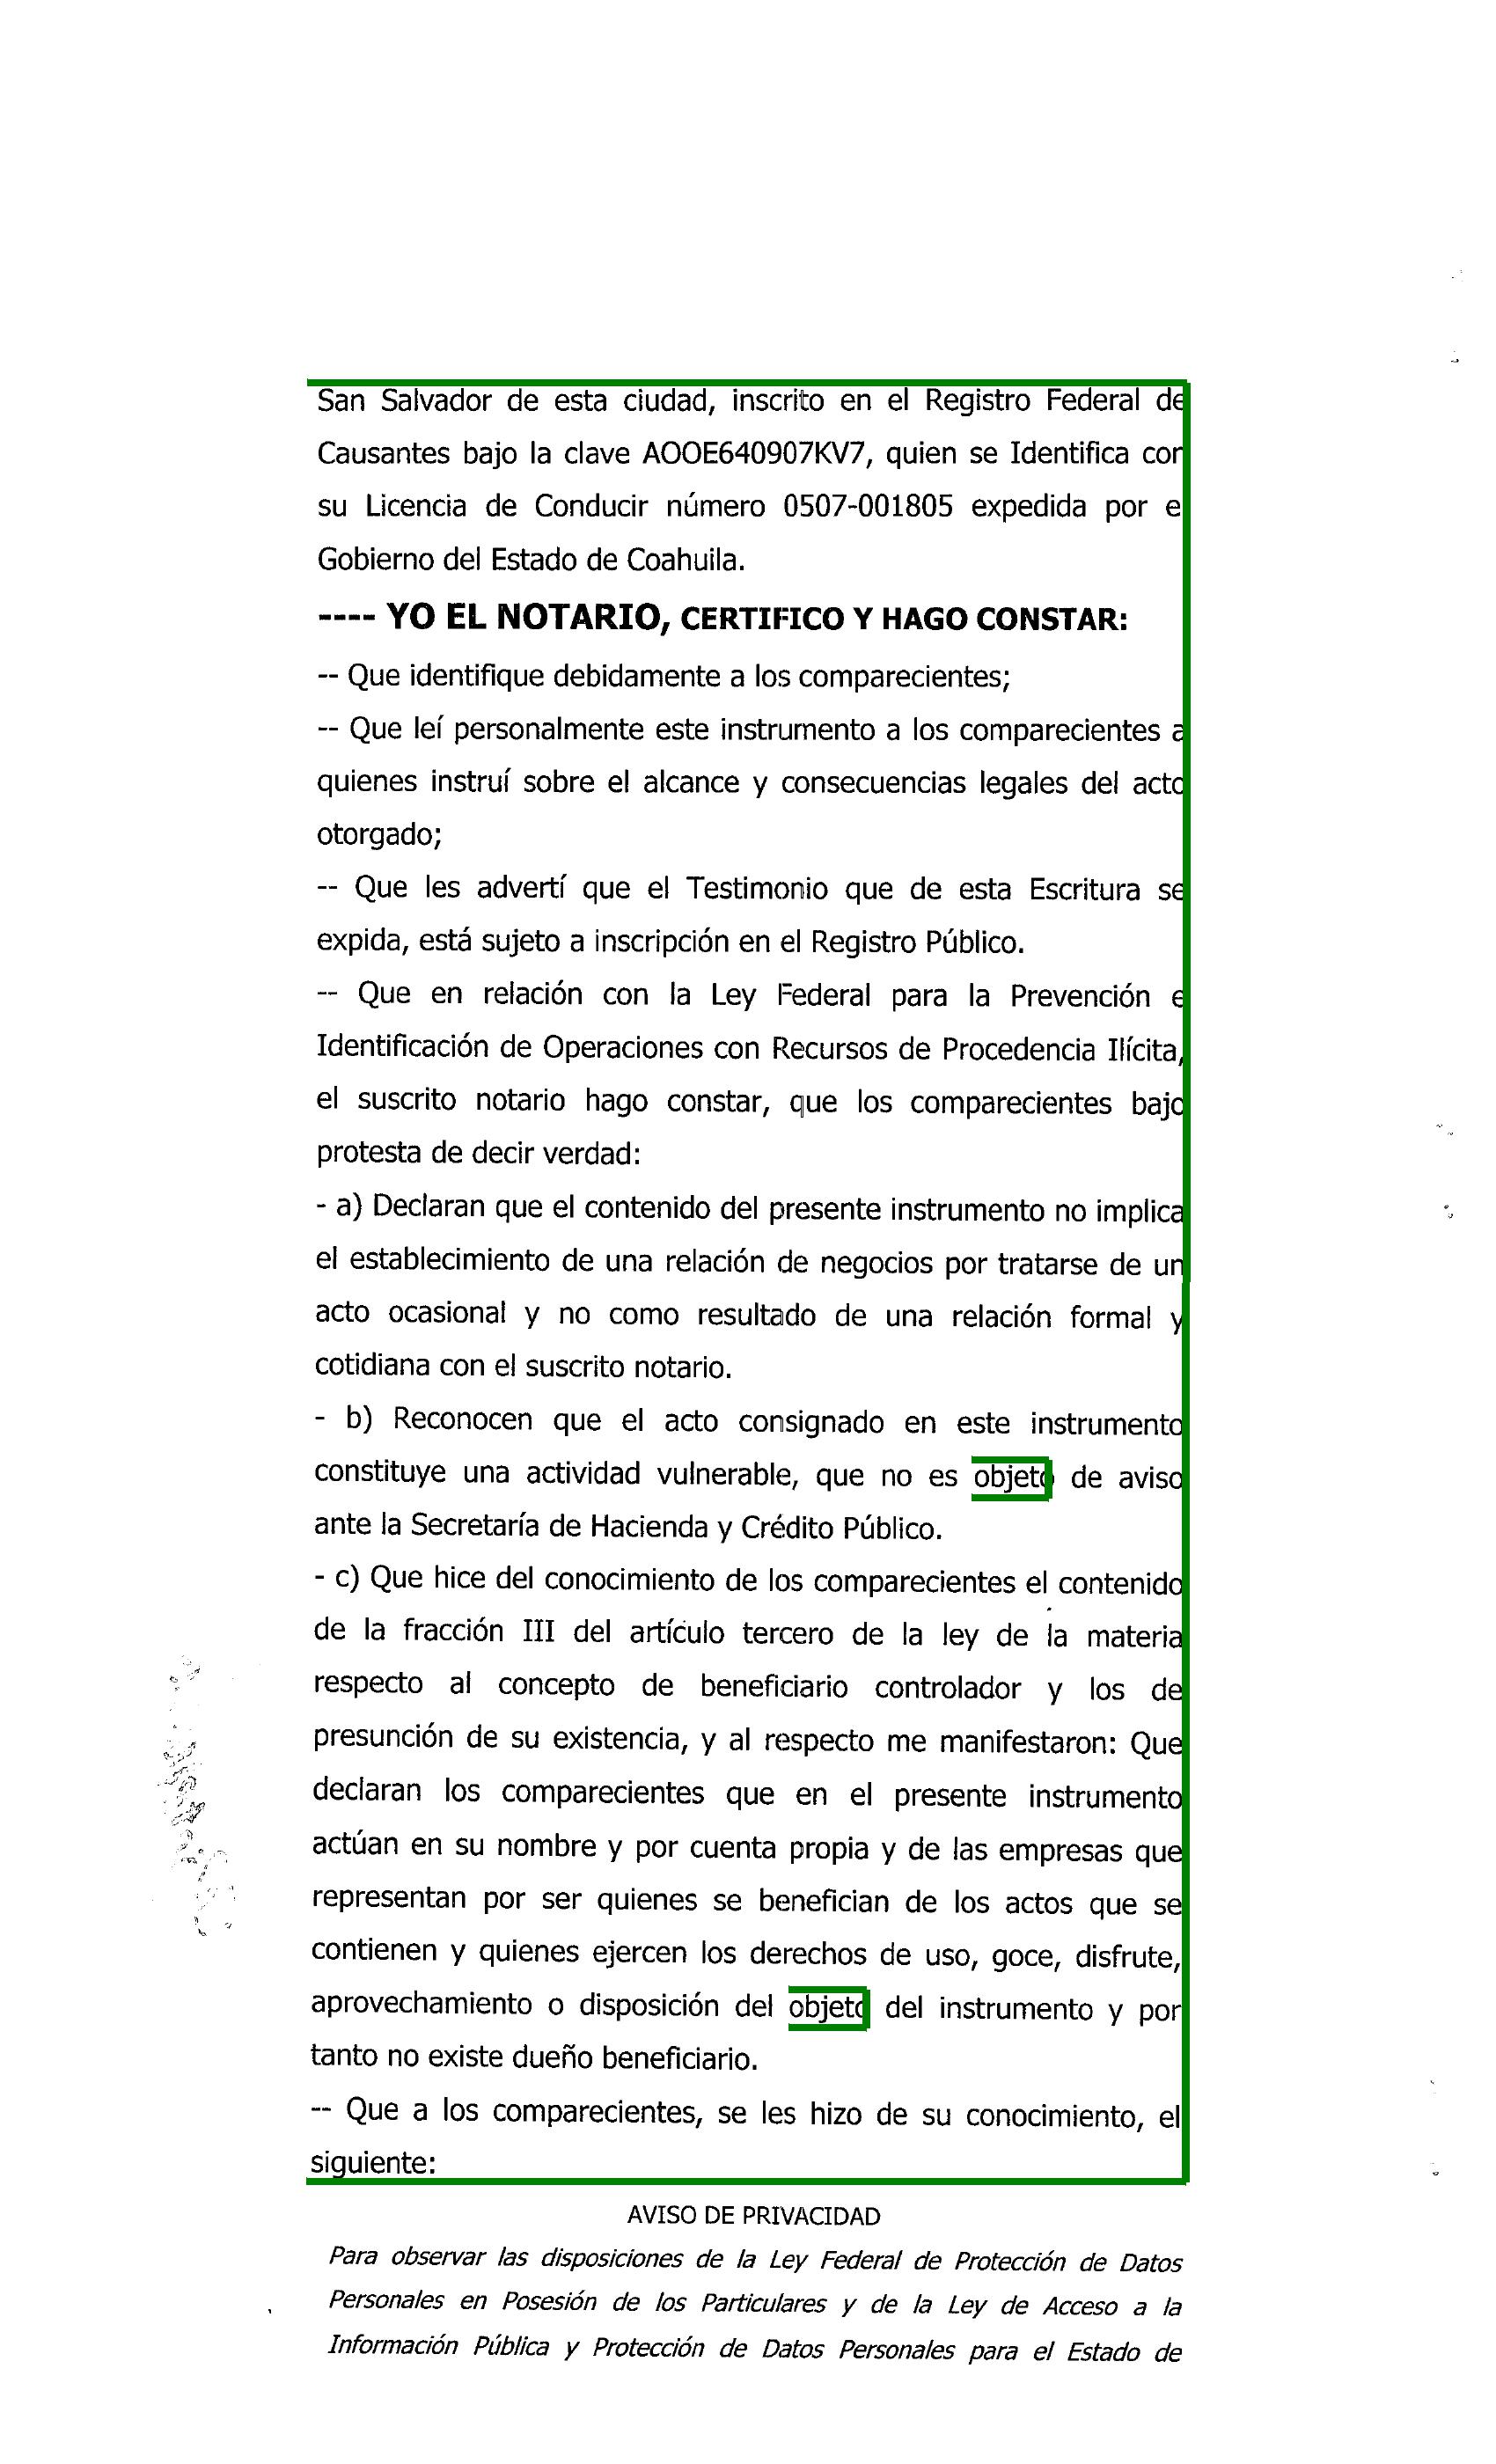 San Salvador de esta ciudad, inscrito en el Registro Federal de
Causantes bajo la clave AOOE640907KV7, quien se Identifica con
su Licencia de Conducir número 0507-001805 expedida por el
Gobierno del Estado de Coahuila.
---- YO EL NOTARIO, CERTIFICO Y HAGO CONSTAR:
-- Que identifique debidamente a los comparecientes;
-- Que leí personalmente este instrumento a los comparecientes a
quienes instruí sobre el alcance y consecuencias legales del acto
otorgado;
-- Que les advertí que el Testimonio que de esta Escritura se
expida, está sujeto a inscripción en el Registro Público.
-- Que en relación con la Ley Federal para la Prevención e
Identificación de Operaciones con Recursos de Procedencia Ilícita,
el suscrito notario hago constar, que los comparecientes bajo
protesta de decir verdad:
- a) Declaran que el contenido del presente instrumento no implica
el establecimiento de una relación de negocios por tratarse de un
acto ocasional y no como resultado de una relación formal y
cotidiana con el suscrito notario.
- b) Reconocen que el acto consignado en este instrumento
constituye una actividad vulnerable, que no es objeto de aviso
ante la Secretaría de Hacienda y Crédito Público.
- c) Que hice del conocimiento de los comparecientes el contenido
de la fracción III del artículo tercero de la ley de la materia
respecto al concepto de beneficiario controlador y los de
presunción de su existencia, y al respecto me manifestaron: Que
declaran los comparecientes que en el presente instrumento
actúan en su nombre y por cuenta propia y de las empresas que
representan por ser quienes se benefician de los actos que se
contienen y quienes ejercen los derechos de uso, goce, disfrute,
aprovechamiento o disposición del objeto del instrumento y por
tanto no existe dueño beneficiario.
-- Que a los comparecientes, se les hizo de su conocimiento, el
siguiente:
AVISO DE PRIVACIDAD
Para observar las disposiciones de la Ley Federal de Protección de Datos
Personales en Posesión de los Particulares y de la Ley de Acceso a la
Información Pública y Protección de Datos Personales para el Estado de